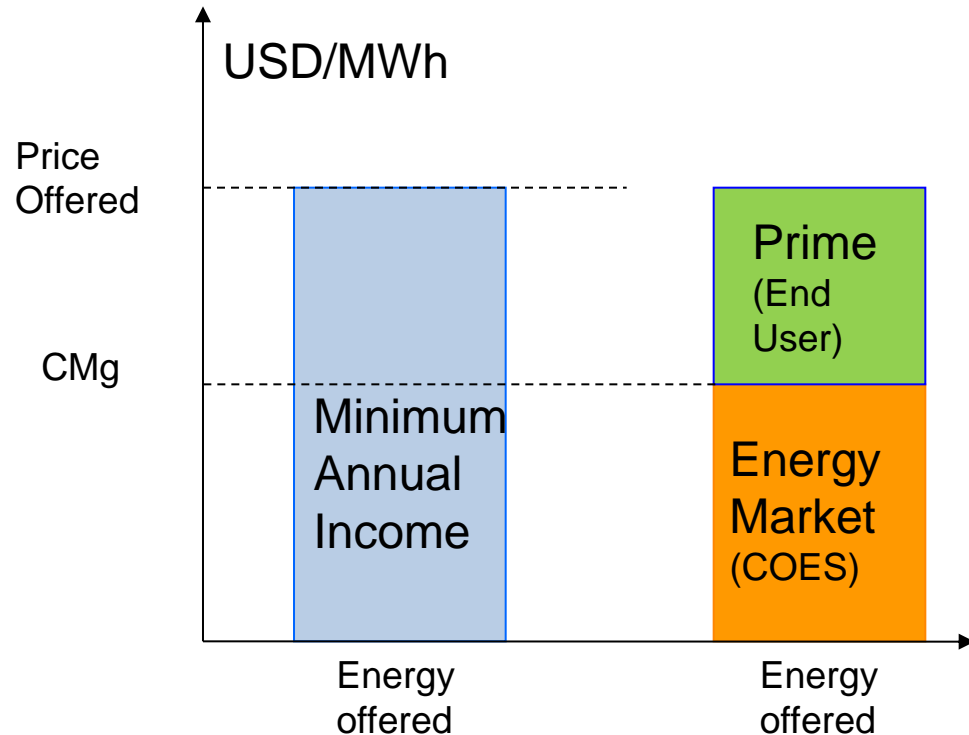 USD/MWh
Price
Offered
CMg
Minimum
Annual
Income
Prime
(End
User)
Energy
Market
(COES)
Energy
offered
Energy
offered